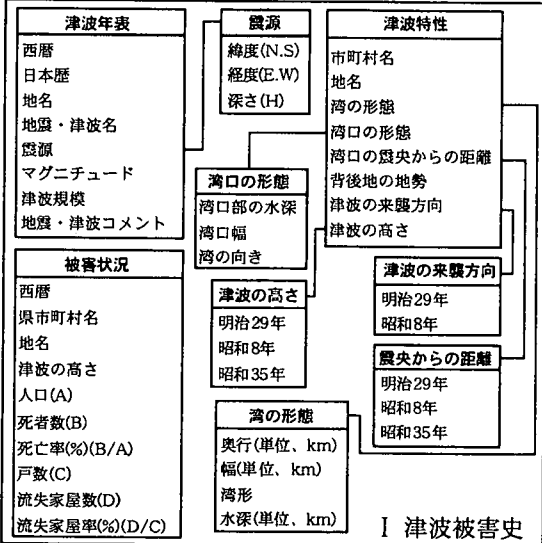 津波年表
西暦
日本歴
地名
地震・津波名
震源
マグニチュード
津波規模
地震・津波コメント
震源
緯度(N.S)
経度(E.W)
深さ(H)
津波特性
市町村名
地名
湾の形態
湾口の形態
湾口の震央からの距離
背後地の地勢
津波の来襲方向
津波の高さ
湾口の形態
湾口部の水深
湾口幅
湾の向き
被害状況
西暦
県市町村名
地名
津波の高さ
人口(A)
死者数(B)
死亡率(%)(B/A)
戸数(C)
流失家屋数(D)
流失家屋率(%)(D/C)
津波の高さ
明治29年
昭和8年
昭和35年
津波の来襲方向
明治29年
昭和8年
震央からの距離
明治29年
昭和8年
昭和35年
湾の形態
奥行(単位、km)
幅(単位、km)
湾形
水深(単位、km)
I 津波被害史